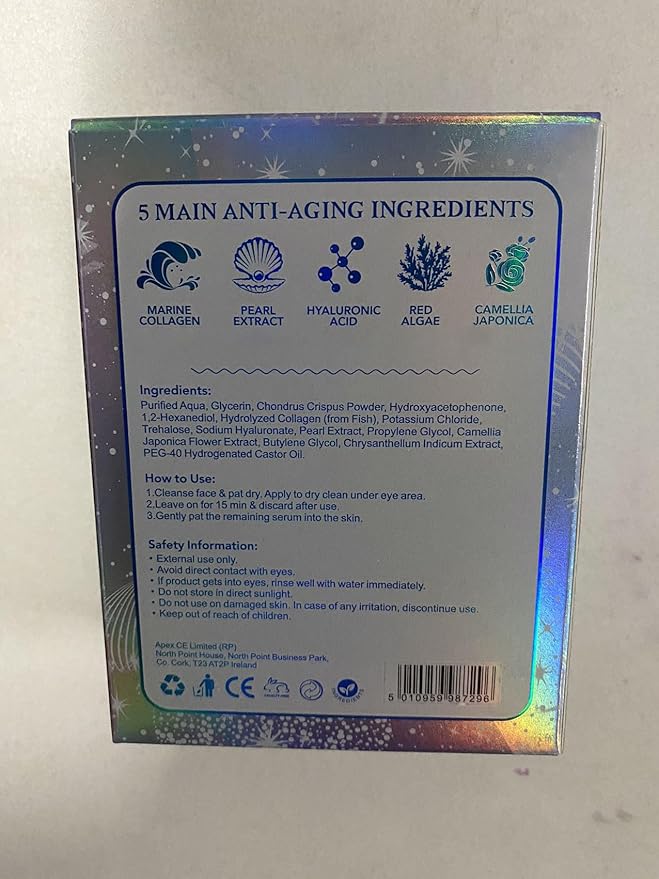 5 MAIN ANTI-AGING INGREDIENTS
MARINE COLLAGEN
PEARL EXTRACT
HYALURONIC ACID
RED ALGAE
CAMELLIA JAPONICA
Ingredients:
Purified Aqua, Glycerin, Chondrus Crispus Powder, Hydroxyacetophenone,
1,2-Hexanediol, Hydrolyzed Collagen (from Fish), Potassium Chloride,
Trehalose, Sodium Hyaluronate, Pearl Extract, Propylene Glycol, Camellia
Japonica Flower Extract, Butylene Glycol, Chrysanthellum Indicum Extract,
PEG-40 Hydrogenated Castor Oil.
How to Use:
1.Cleanse face & pat dry. Apply to dry clean under eye area.
2.Leave on for 15 min & discard after use.
3.Gently pat the remaining serum into the skin.
Safety Information:
• External use only.
• Avoid direct contact with eyes.
• If product gets into eyes, rinse well with water immediately.
• Do not store in direct sunlight.
• Do not use on damaged skin. In case of any irritation, discontinue use.
• Keep out of reach of children.
Apex CE Limited (RP)
North Point House, North Point Business Park,
Co. Cork, T23 AT2P Ireland
CE
CRUELTY FREE
INGREDIENTS
5 010959 987296